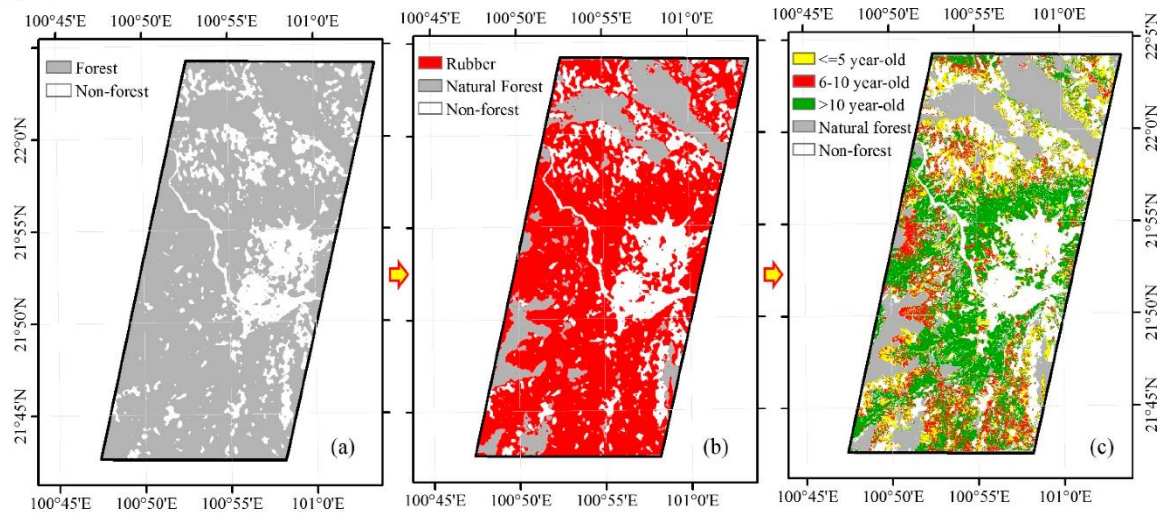 100°45'E 100°50'E 100°55'E 101°0'E
100°45'E 100°50'E 100°55'E 101°0'E
100°45'E 100°50'E 100°55'E 101°0'E
Forest
Non-forest
Rubber
Natural Forest
Non-forest
<=5 year-old
6-10 year-old
>10 year-old
Natural forest
Non-forest
22°0'N
21°55'N
21°50'N
21°45'N
22°5'N
22°0'N
21°55'N
21°50'N
21°45'N
(a)
(b)
(c)
100°45'E 100°50'E 100°55'E 101°0'E
100°45'E 100°50'E 100°55'E 101°0'E
100°45'E 100°50'E 100°55'E 101°0'E